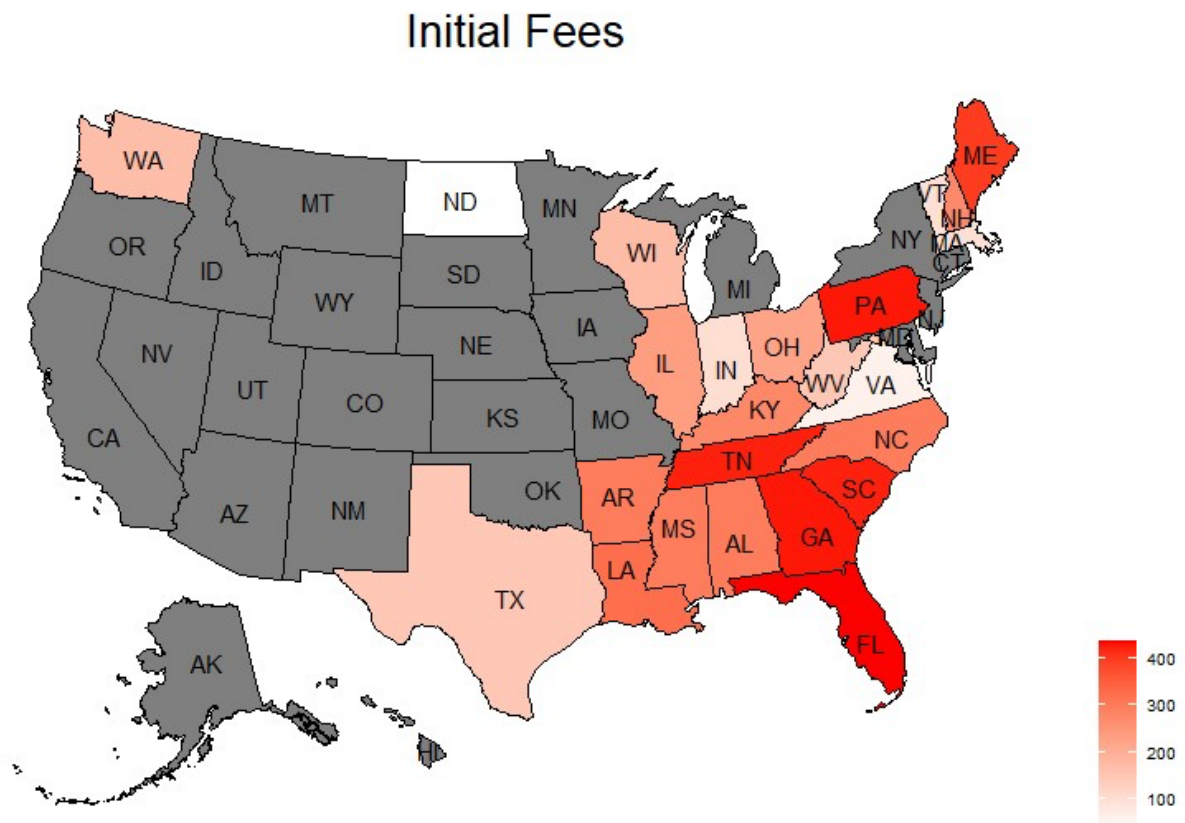 Initial Fees
ME
WA
VT
ND
MT
MN
NH
NY
MA
OR
WI
CT
ID
SD
MI
WY
PA
NJ
IA
MD
NE
OH
NV
IL
IN
WV
VA
UT
CO
KY
KS
MO
CA
NC
TN
OK
SC
AR
AZ
NM
MS
GA
AL
LA
TX
FL
AK
HI
400
300
200
100